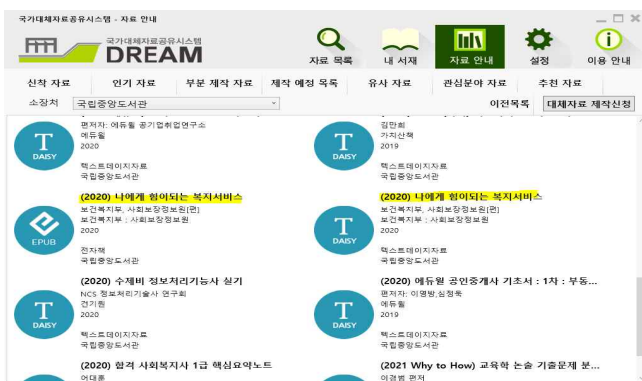 국가대체자료공유시스템 - 자료 안내
국가대체자료공유시스템
DREAM
자료 목록
내 서재
자료 안내
설정
이용 안내
신착 자료
인기 자료
부분 제작 자료
제작 예정 목록
유사 자료
관심분야 자료
추천 자료
소장처
국립중앙도서관
이전목록
대체자료 제작신청
DAISY
편저자: 에듀윌 공기업취업연구소
에듀윌
2020
텍스트데이지자료
국립중앙도서관
DAISY
김만희
가치산책
2019
텍스트데이지자료
국립중앙도서관
EPUB
(2020) 나에게 힘이되는 복지서비스
보건복지부, 사회보장정보원[편]
보건복지부 : 사회보장정보원
2020
전자책
국립중앙도서관
DAISY
(2020) 나에게 힘이되는 복지서비스
보건복지부, 사회보장정보원[편]
보건복지부 : 사회보장정보원
2020
텍스트데이지자료
국립중앙도서관
DAISY
(2020) 수제비 정보처리기능사 실기
NCS 정보처리기술사 연구회
건기원
2020
텍스트데이지자료
국립중앙도서관
DAISY
(2020) 에듀윌 공인중개사 기초서 : 1차 : 부동...
편저자: 이영방,심정욱
에듀윌
2019
텍스트데이지자료
국립중앙도서관
(2020) 합격 사회복지사 1급 핵심요약노트
어대훈
(2021 Why to How) 교육학 논술 기출문제 분...
이경범 편저